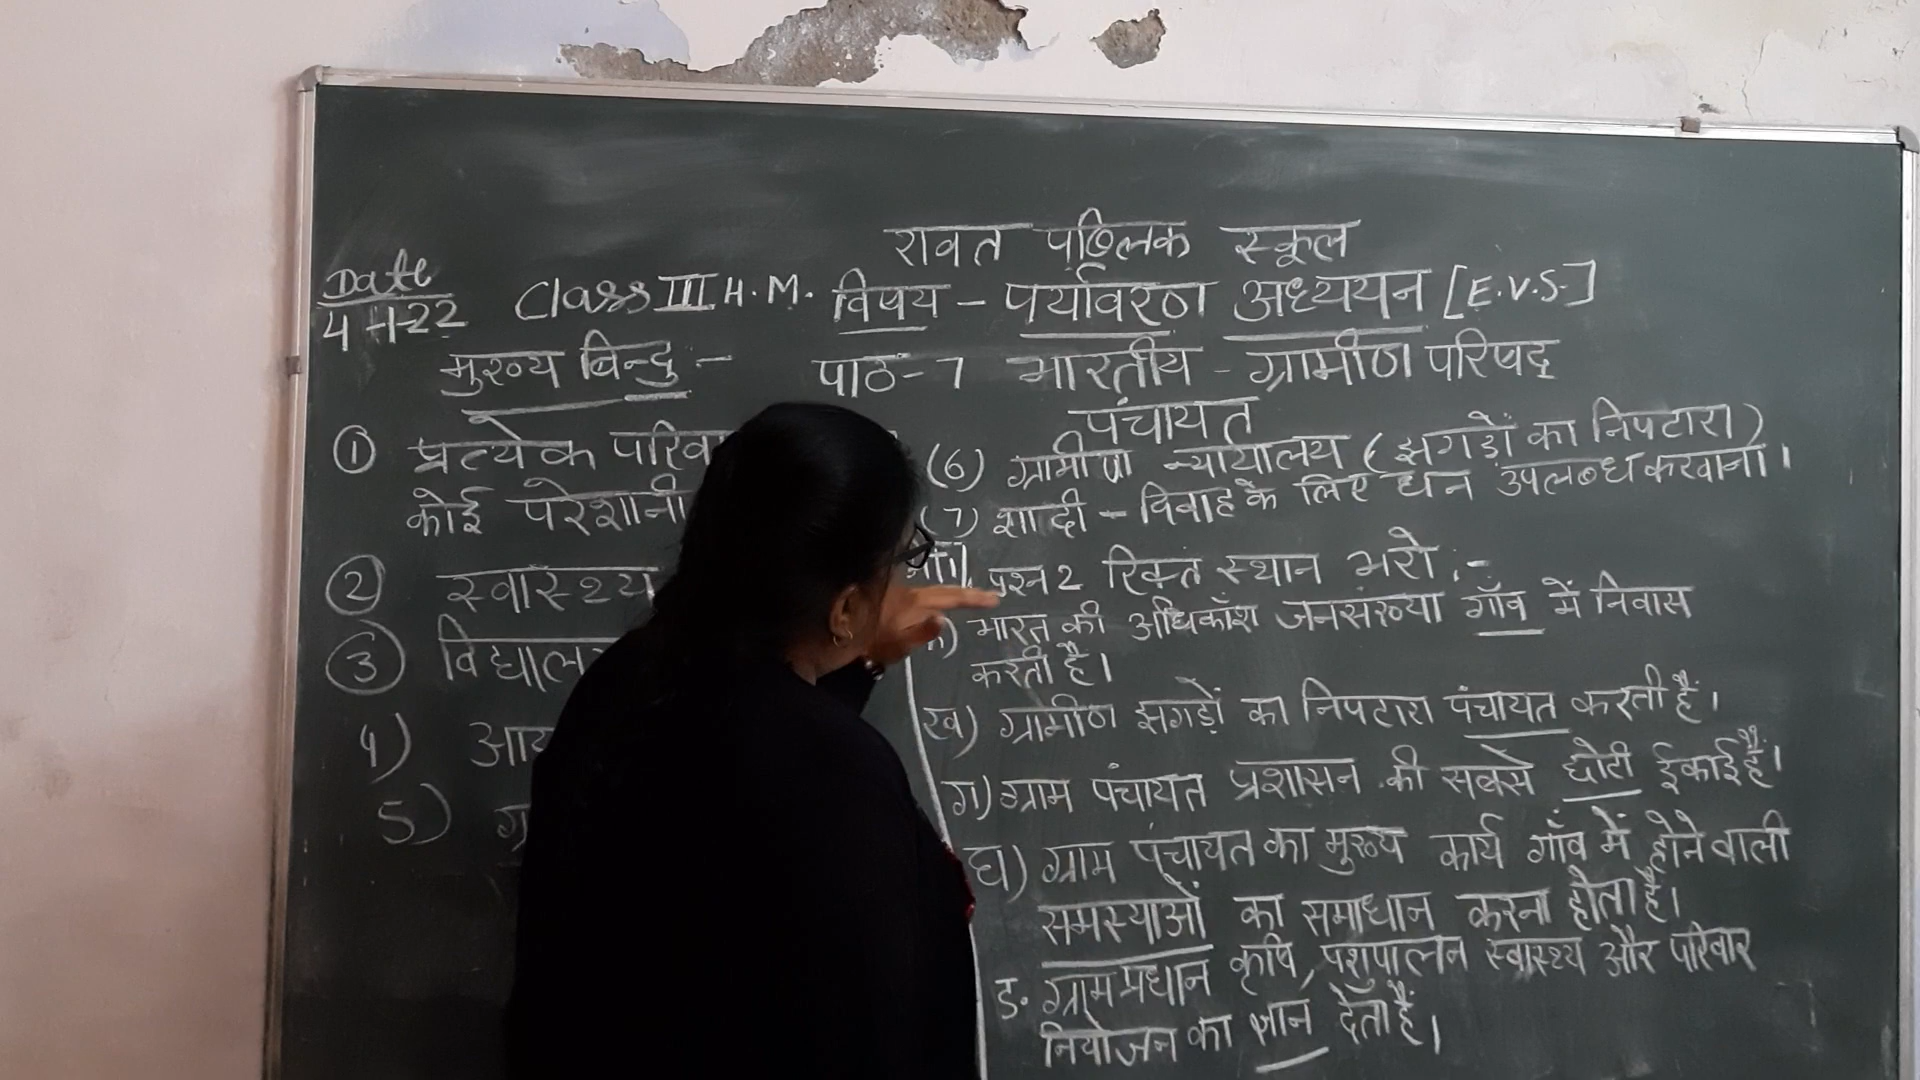 रावत पब्लिक स्कूल
Date
4-1-22
Class III H.M. विषय - पर्यावरण अध्ययन [E.V.S.]
मुख्य बिन्दु :- पाठ-7 भारतीय - ग्रामीण परिषद
पंचायत
① प्रत्येक
कोई परेशानी
② स्वास्थ्य
③
4)
5)
(6) ग्रामीण न्यायालय (झगड़ों का निपटारा)
(7) शादी - विवाह के लिए धन उपलब्ध करवाना।
प्रश्न 2 रिक्त स्थान भरो :-
भारत की अधिकाँश जनसंख्या गाँव में निवास
करती है।
ख) ग्रामीण झगड़ों का निपटारा पंचायत करती हैं।
ग) ग्राम पंचायत प्रशासन की सबसे छोटी ईकाई है।
घ) ग्राम पंचायत का मुख्य कार्य गाँव में होने वाली
समस्याओं का समाधान करना होता है।
ड. ग्राम प्रधान कृषि, पशुपालन स्वास्थ्य और परिवार
नियोजन का ज्ञान देता हैं।